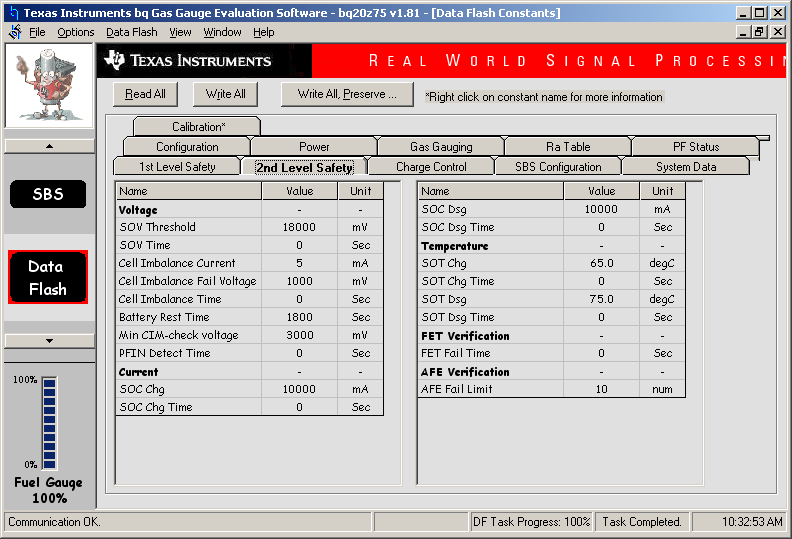 Texas Instruments bq Gas Gauge Evaluation Software - bq20z75 v1.81 - [Data Flash Constants]
File Options Data Flash View Window Help
TEXAS INSTRUMENTS REAL WORLD SIGNAL PROCESSIN
Read All Write All Write All, Preserve ... *Right click on constant name for more information
Calibration*
Configuration Power Gas Gauging Ra Table PF Status
1st Level Safety 2nd Level Safety Charge Control SBS Configuration System Data
SBS
Data
Flash
100%
0%
Fuel Gauge
100%
Name Value Unit
Voltage - -
SOV Threshold 18000 mV
SOV Time 0 Sec
Cell Imbalance Current 5 mA
Cell Imbalance Fail Voltage 1000 mV
Cell Imbalance Time 0 Sec
Battery Rest Time 1800 Sec
Min CIM-check voltage 3000 mV
PFIN Detect Time 0 Sec
Current - -
SOC Chg 10000 mA
SOC Chg Time 0 Sec
Name Value Unit
SOC Dsg 10000 mA
SOC Dsg Time 0 Sec
Temperature - -
SOT Chg 65.0 degC
SOT Chg Time 0 Sec
SOT Dsg 75.0 degC
SOT Dsg Time 0 Sec
FET Verification - -
FET Fail Time 0 Sec
AFE Verification - -
AFE Fail Limit 10 num
Communication OK. DF Task Progress: 100% Task Completed. 10:32:53 AM